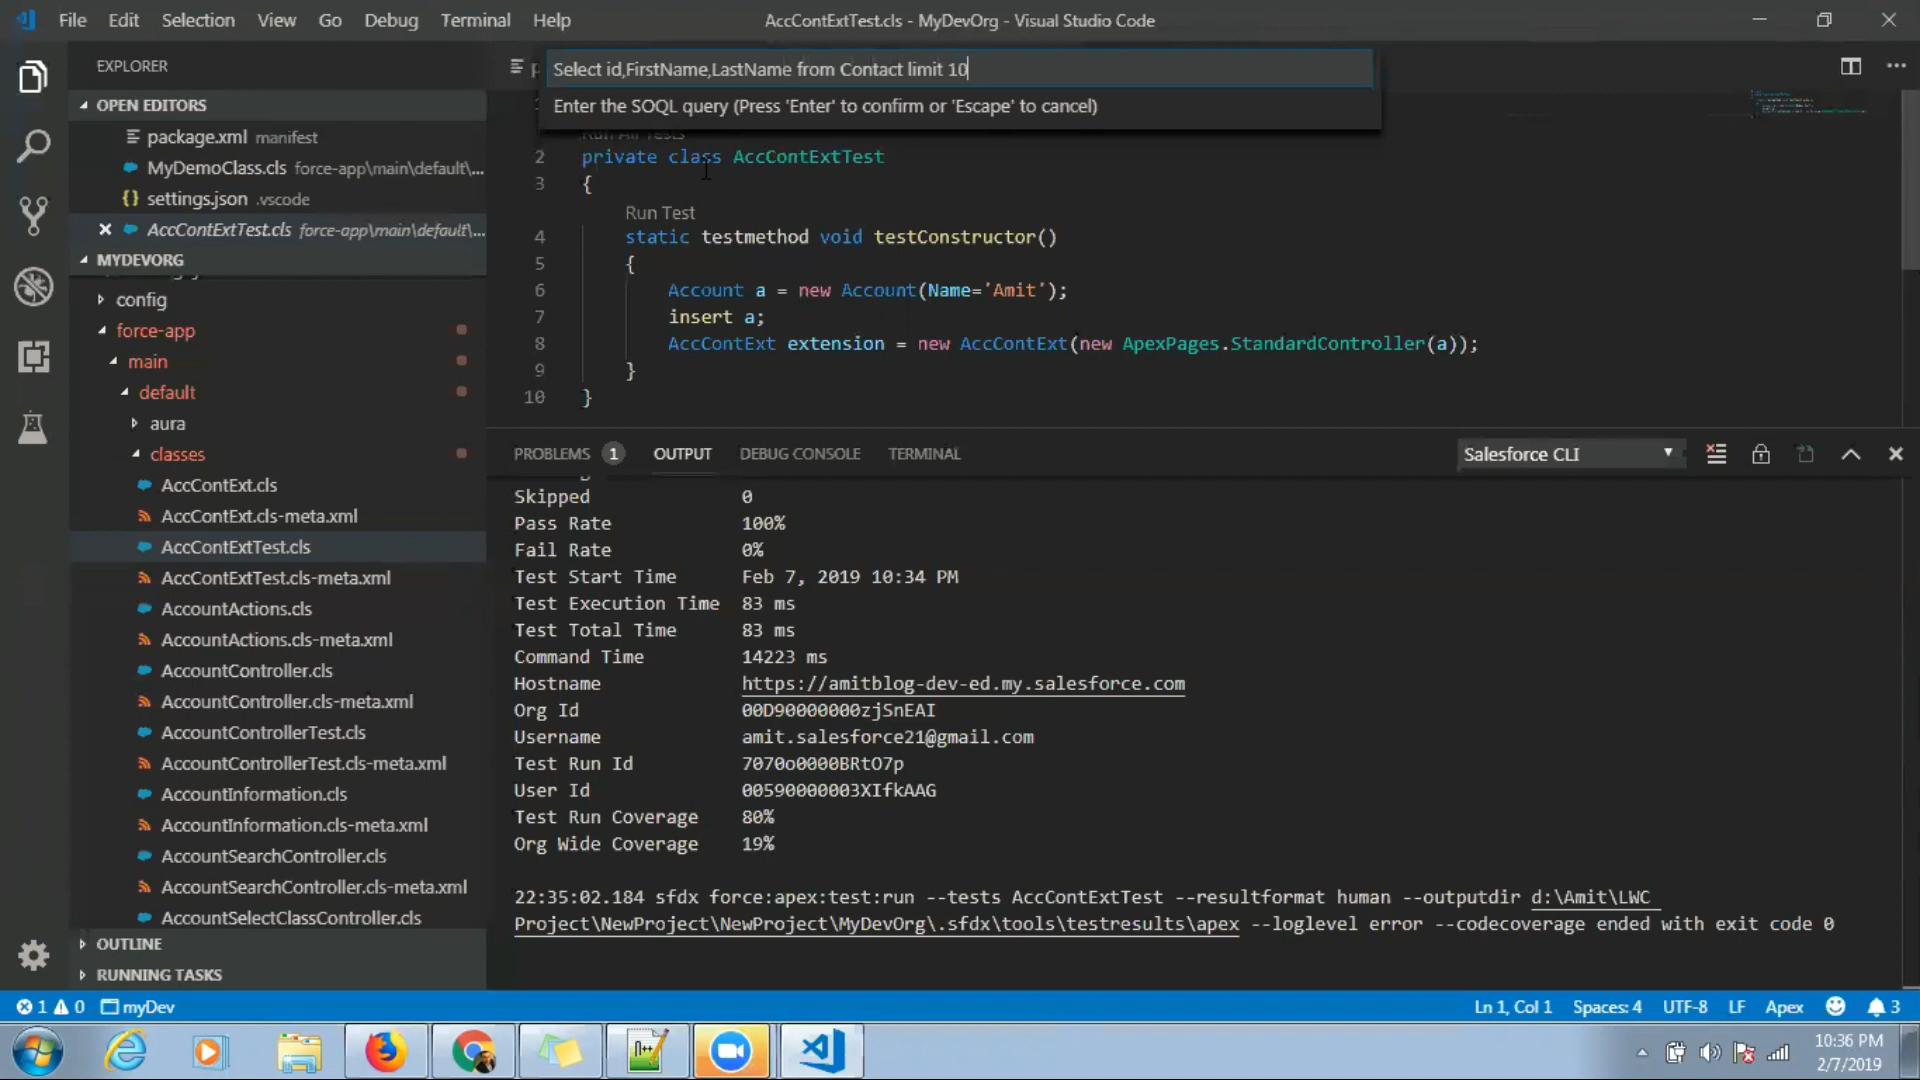 File Edit Selection View Go Debug Terminal Help
AccContExtTest.cls - MyDevOrg - Visual Studio Code
EXPLORER
OPEN EDITORS
package.xml manifest
MyDemoClass.cls force-app\main\default\...
settings.json .vscode
AccContExtTest.cls force-app\main\default\...
MYDEVORG
config
force-app
main
default
aura
classes
AccContExt.cls
AccContExt.cls-meta.xml
AccContExtTest.cls
AccContExtTest.cls-meta.xml
AccountActions.cls
AccountActions.cls-meta.xml
AccountController.cls
AccountController.cls-meta.xml
AccountControllerTest.cls
AccountControllerTest.cls-meta.xml
AccountInformation.cls
AccountInformation.cls-meta.xml
AccountSearchController.cls
AccountSearchController.cls-meta.xml
AccountSelectClassController.cls
OUTLINE
RUNNING TASKS
Select id,FirstName,LastName from Contact limit 10
Enter the SOQL query (Press 'Enter' to confirm or 'Escape' to cancel)
Run All Tests
2 private class AccContExtTest
3 {
Run Test
4 static testmethod void testConstructor()
5 {
6 Account a = new Account(Name='Amit');
7 insert a;
8 AccContExt extension = new AccContExt(new ApexPages.StandardController(a));
9 }
10 }
PROBLEMS 1 OUTPUT DEBUG CONSOLE TERMINAL
Salesforce CLI
Skipped 0
Pass Rate 100%
Fail Rate 0%
Test Start Time Feb 7, 2019 10:34 PM
Test Execution Time 83 ms
Test Total Time 83 ms
Command Time 14223 ms
Hostname https://amitblog-dev-ed.my.salesforce.com
Org Id 00D90000000zjSnEAI
Username amit.salesforce21@gmail.com
Test Run Id 7070o0000BRtO7p
User Id 00590000003XIfkAAG
Test Run Coverage 80%
Org Wide Coverage 19%
22:35:02.184 sfdx force:apex:test:run --tests AccContExtTest --resultformat human --outputdir d:\Amit\LWC
Project\NewProject\NewProject\MyDevOrg\.sfdx\tools\testresults\apex --loglevel error --codecoverage ended with exit code 0
1 0 myDev
Ln 1, Col 1 Spaces: 4 UTF-8 LF Apex 3
10:36 PM
2/7/2019